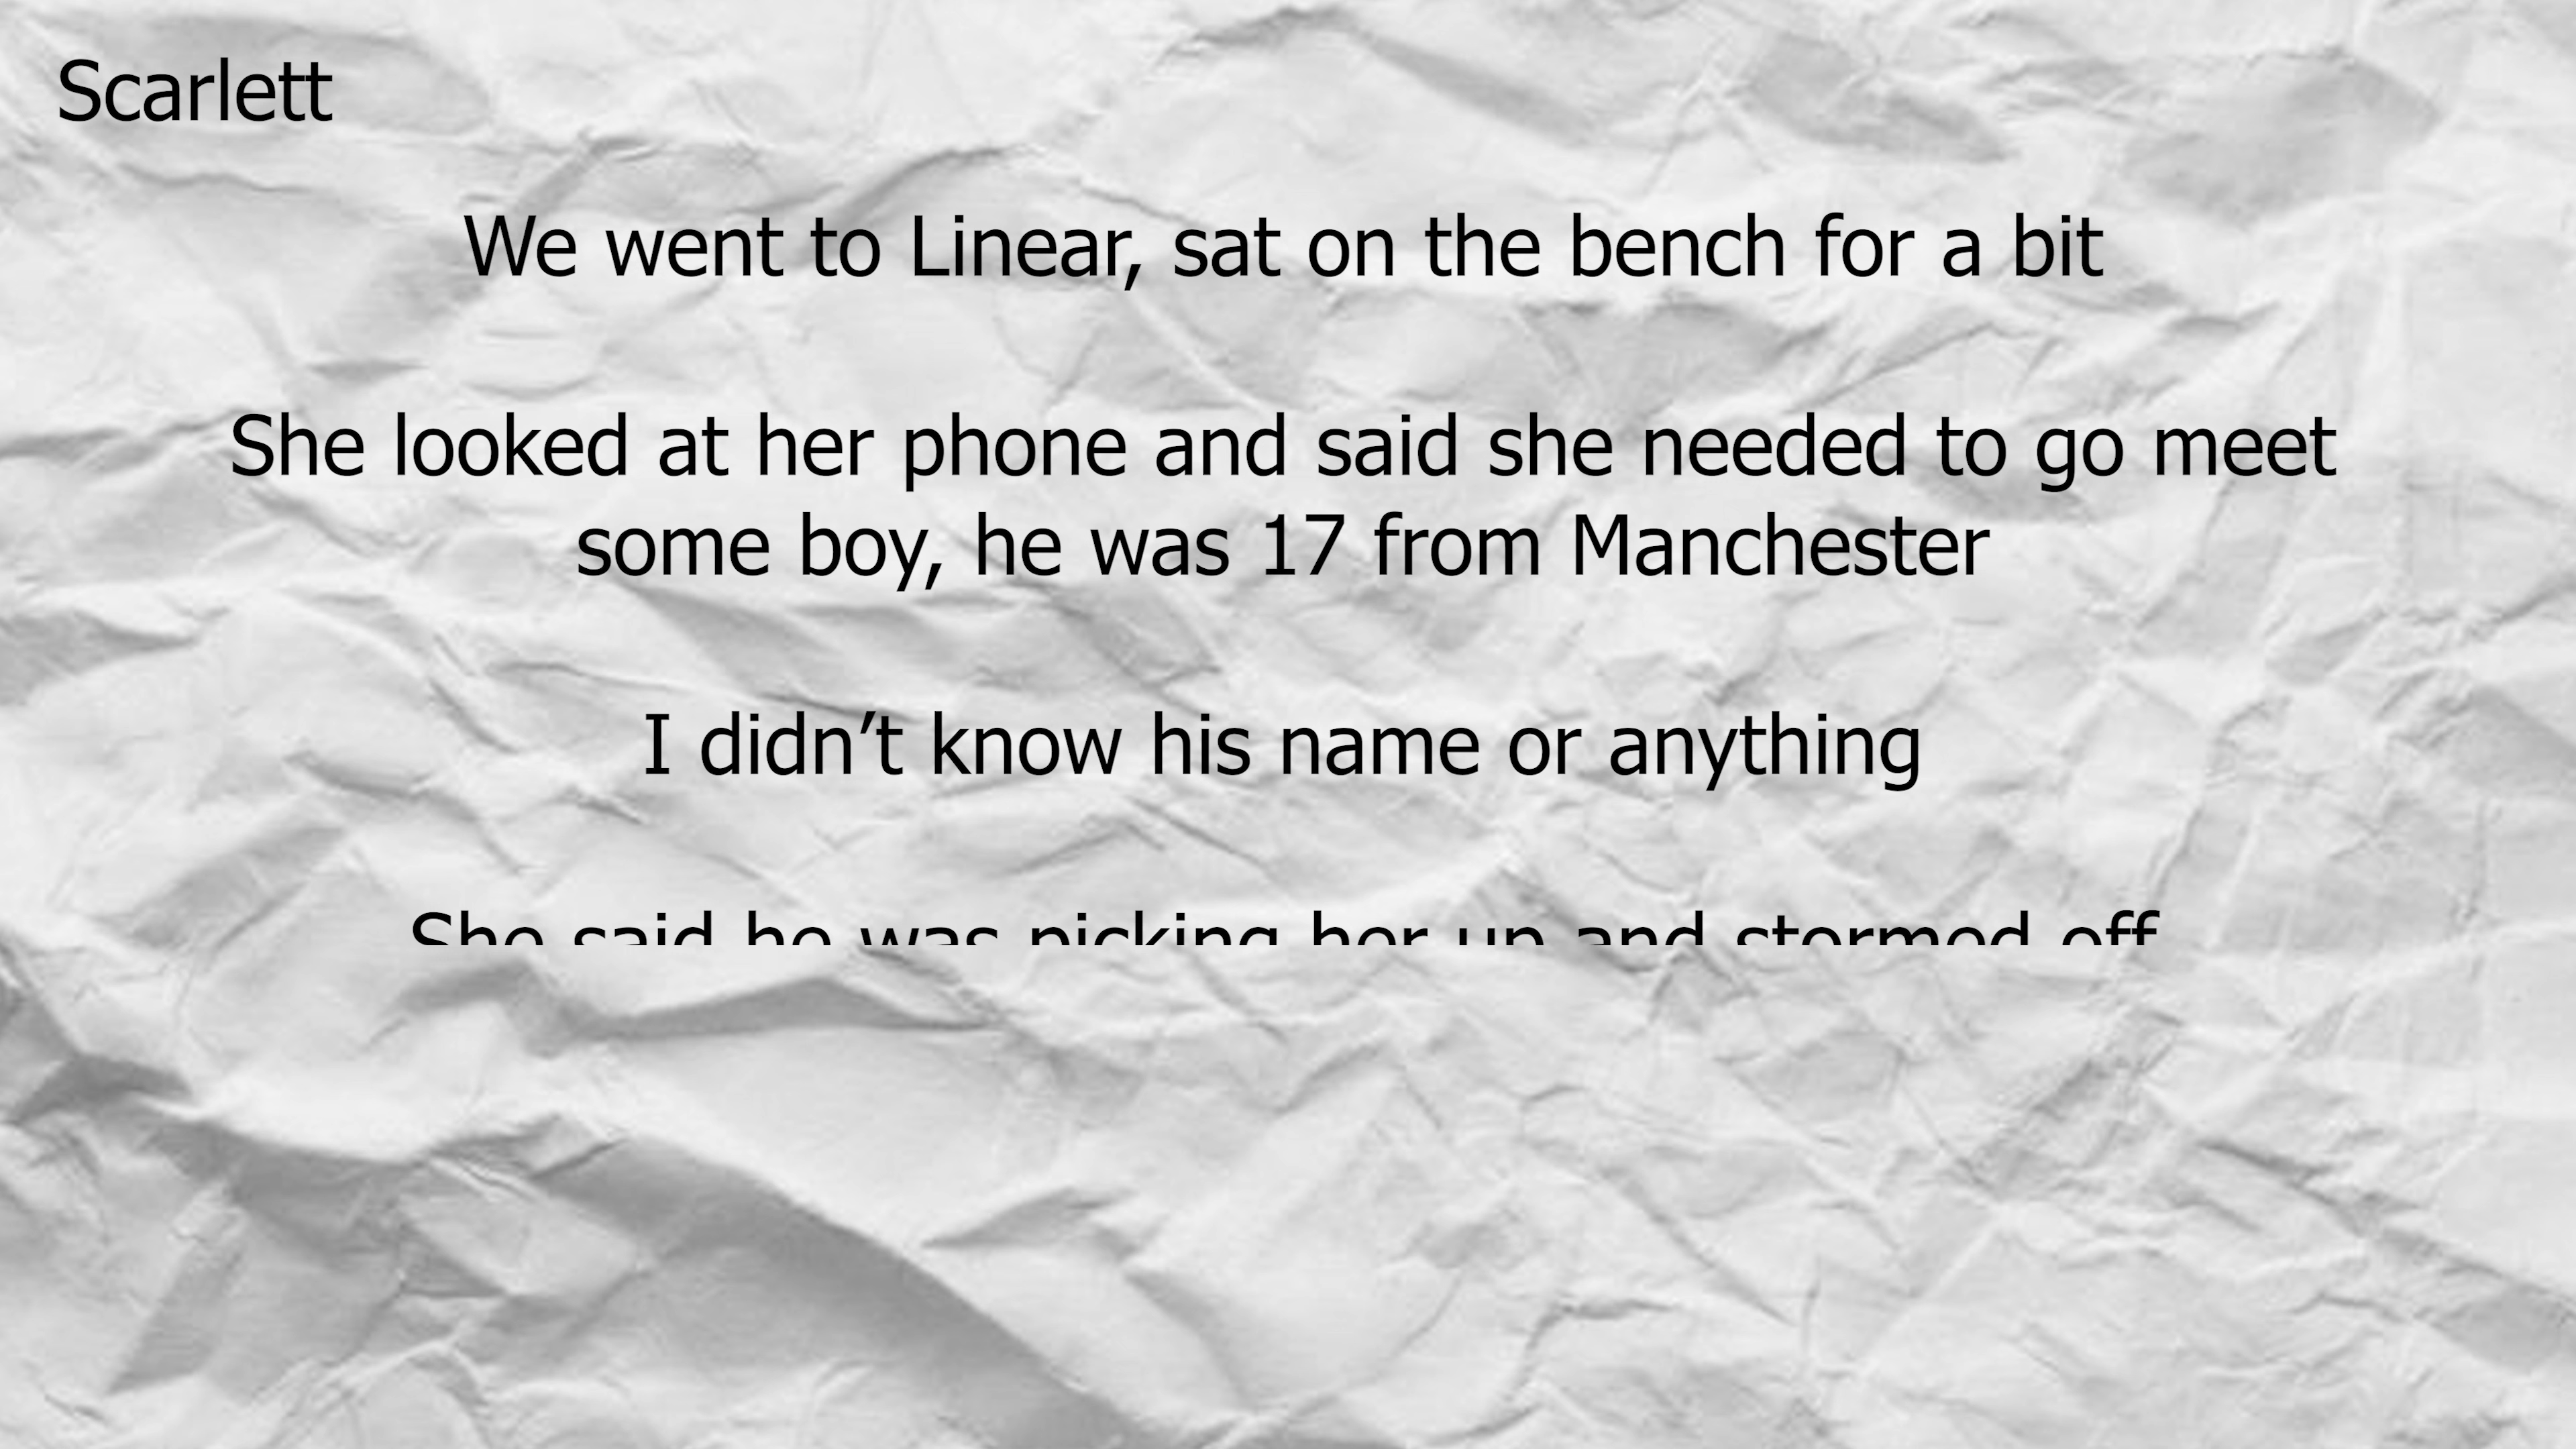 Scarlett
We went to Linear, sat on the bench for a bit
She looked at her phone and said she needed to go meet
some boy, he was 17 from Manchester
I didn’t know his name or anything
She said he was picking her up and stormed off